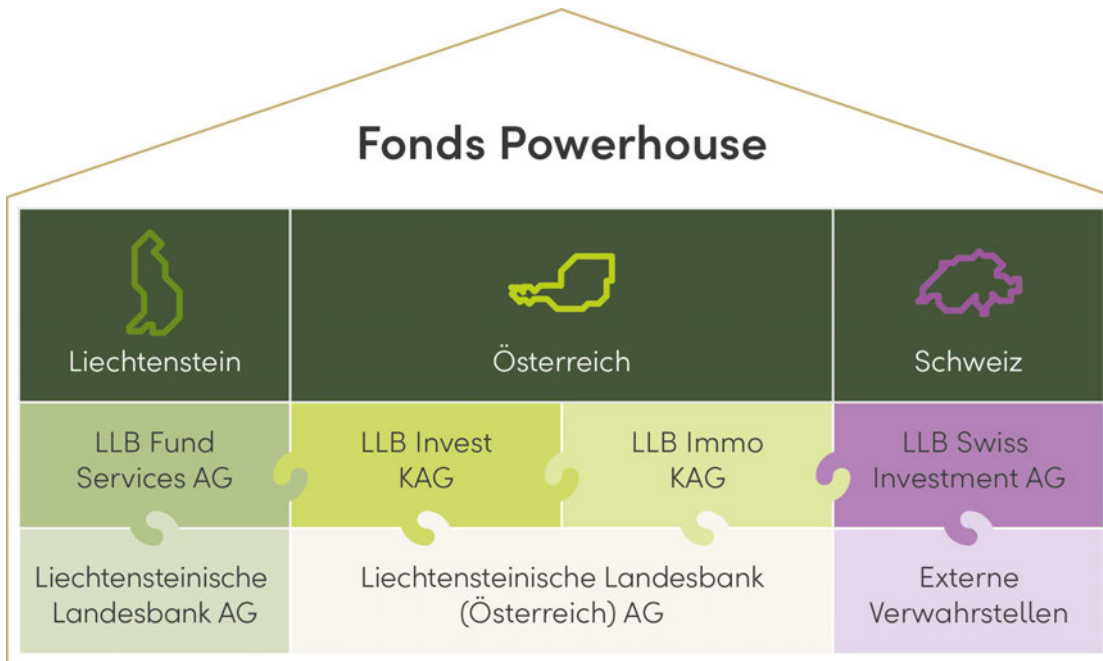 Fonds Powerhouse
Liechtenstein
Österreich
Schweiz
LLB Fund
Services AG
LLB Invest
KAG
LLB Immo
KAG
LLB Swiss
Investment AG
Liechtensteinische
Landesbank AG
Liechtensteinische Landesbank
(Österreich) AG
Externe
Verwahrstellen